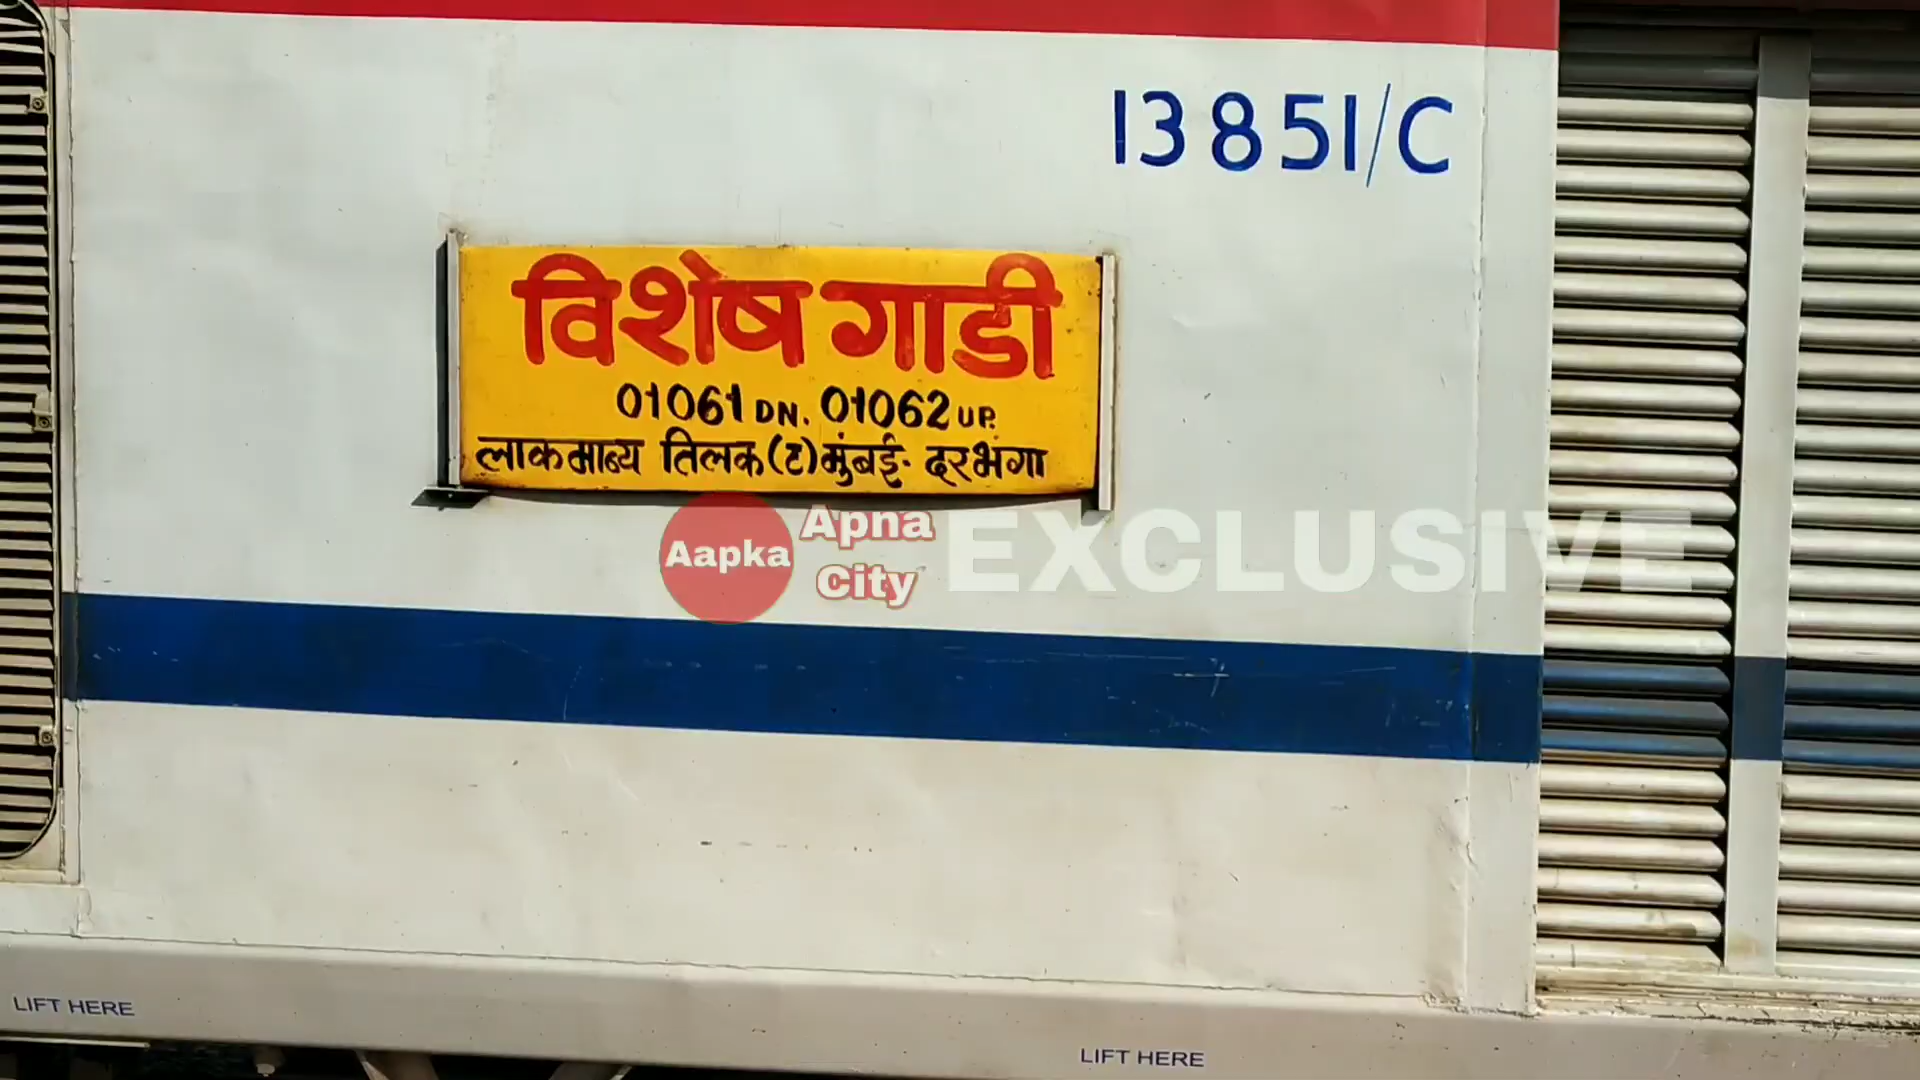 13851/C
विशेष गाडी
01061 DN. 01062 UP.
लाकमाब्य तिलक (ट) मुंबई- दरभंगा
Aapka Apna City EXCLUSIVE
LIFT HERE
LIFT HERE